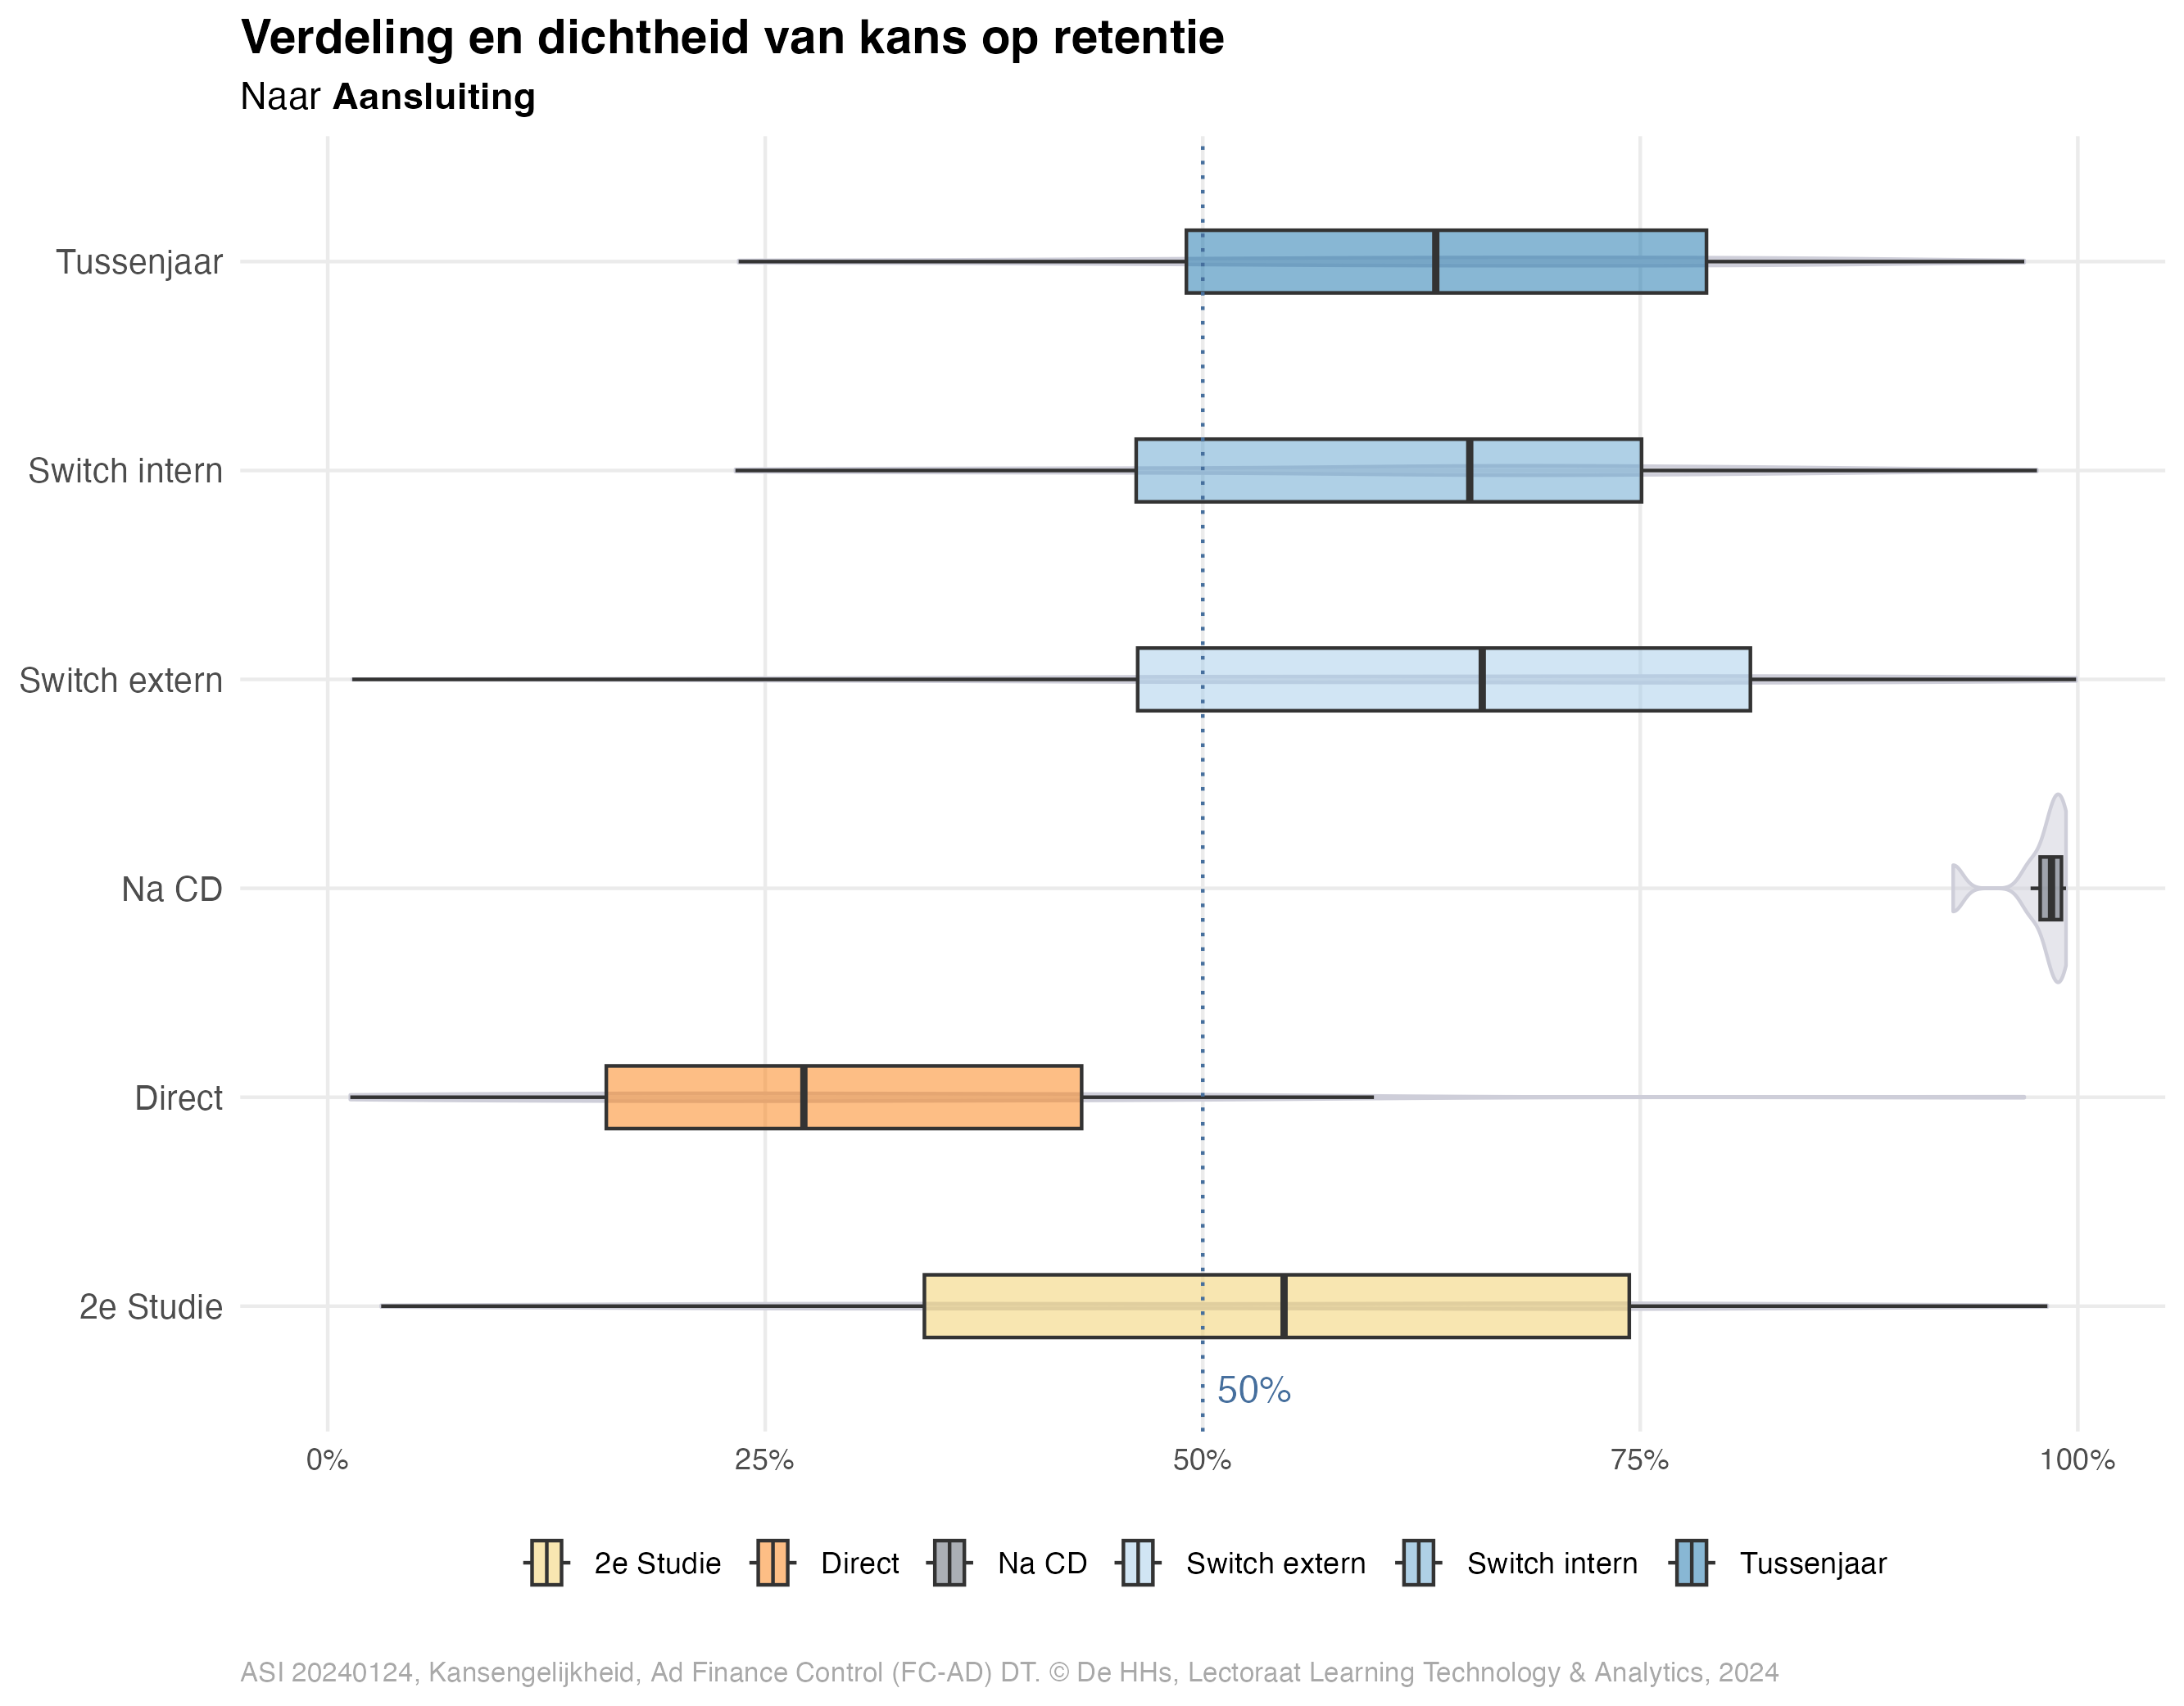 Verdeling en dichtheid van kans op retentie
Naar Aansluiting
Tussenjaar
Switch intern
Switch extern
Na CD
Direct
2e Studie
50%
0% 25% 50% 75% 100%
2e Studie Direct Na CD Switch extern Switch intern Tussenjaar
ASI 20240124, Kansengelijkheid, Ad Finance Control (FC-AD) DT. © De HHs, Lectoraat Learning Technology & Analytics, 2024